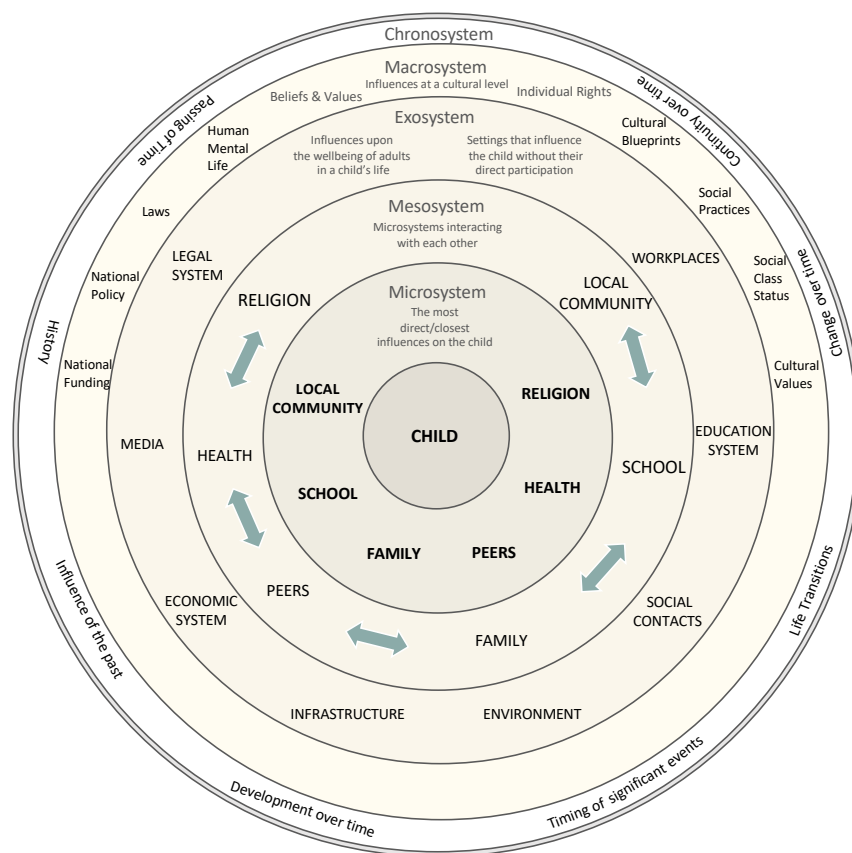 Chronosystem
Macrosystem
Influences at a cultural level
Beliefs & Values
Individual Rights
Passing of Time
Continuity over time
Human
Mental
Life
Exosystem
Cultural
Blueprints
Influences upon
the wellbeing of adults
in a child's life
Settings that influence
the child without their
direct participation
Laws
Social
Practices
Mesosystem
Microsystems interacting
with each other
LEGAL
SYSTEM
WORKPLACES
National
Policy
Social
Class
Status
Change over time
RELIGION
LOCAL
COMMUNITY
Microsystem
The most
direct/closest
influences on the child
History
National
Funding
Cultural
Values
LOCAL
COMMUNITY
RELIGION
CHILD
MEDIA
HEALTH
SCHOOL
EDUCATION
SYSTEM
SCHOOL
HEALTH
FAMILY
PEERS
PEERS
ECONOMIC
SYSTEM
SOCIAL
CONTACTS
Influence of the past
Life Transitions
FAMILY
INFRASTRUCTURE
ENVIRONMENT
Development over time
Timing of significant events